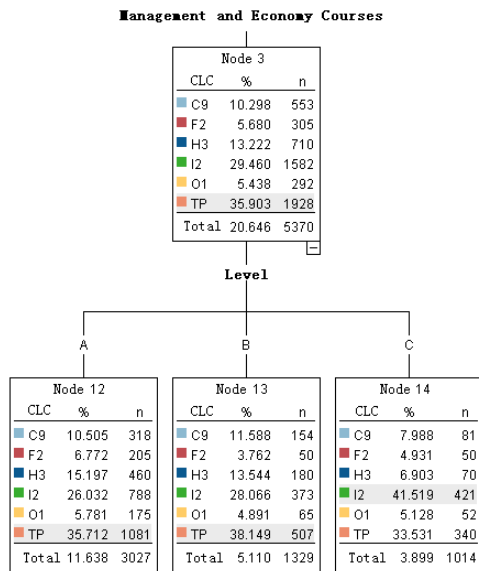 Management and Economy Courses
Node 3
CLC % n
C9 10.298 553
F2 5.680 305
H3 13.222 710
I2 29.460 1582
O1 5.438 292
TP 35.903 1928
Total 20.646 5370
Level
A B C
Node 12
CLC % n
C9 10.505 318
F2 6.772 205
H3 15.197 460
I2 26.032 788
O1 5.781 175
TP 35.712 1081
Total 11.638 3027
Node 13
CLC % n
C9 11.588 154
F2 3.762 50
H3 13.544 180
I2 28.066 373
O1 4.891 65
TP 38.149 507
Total 5.110 1329
Node 14
CLC % n
C9 7.988 81
F2 4.931 50
H3 6.903 70
I2 41.519 421
O1 5.128 52
TP 33.531 340
Total 3.899 1014